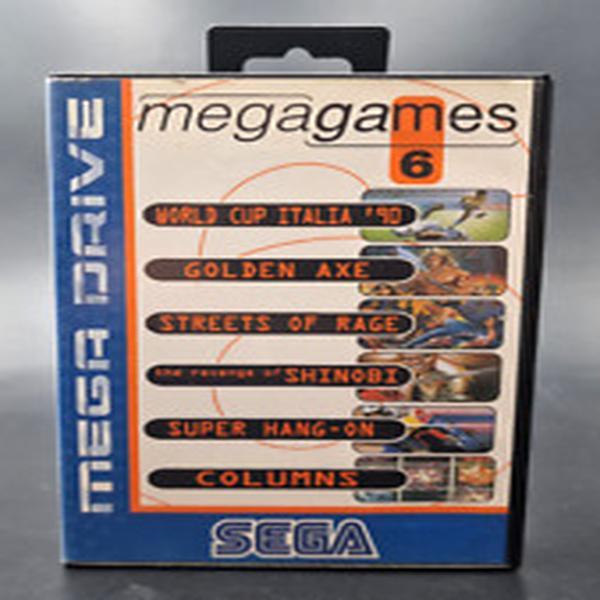 MEGA DRIVE
megagames
6
WORLD CUP ITALIA '90
GOLDEN AXE
STREETS OF RAGE
the revenge of SHINOBI
SUPER HANG-ON
COLUMNS
SEGA